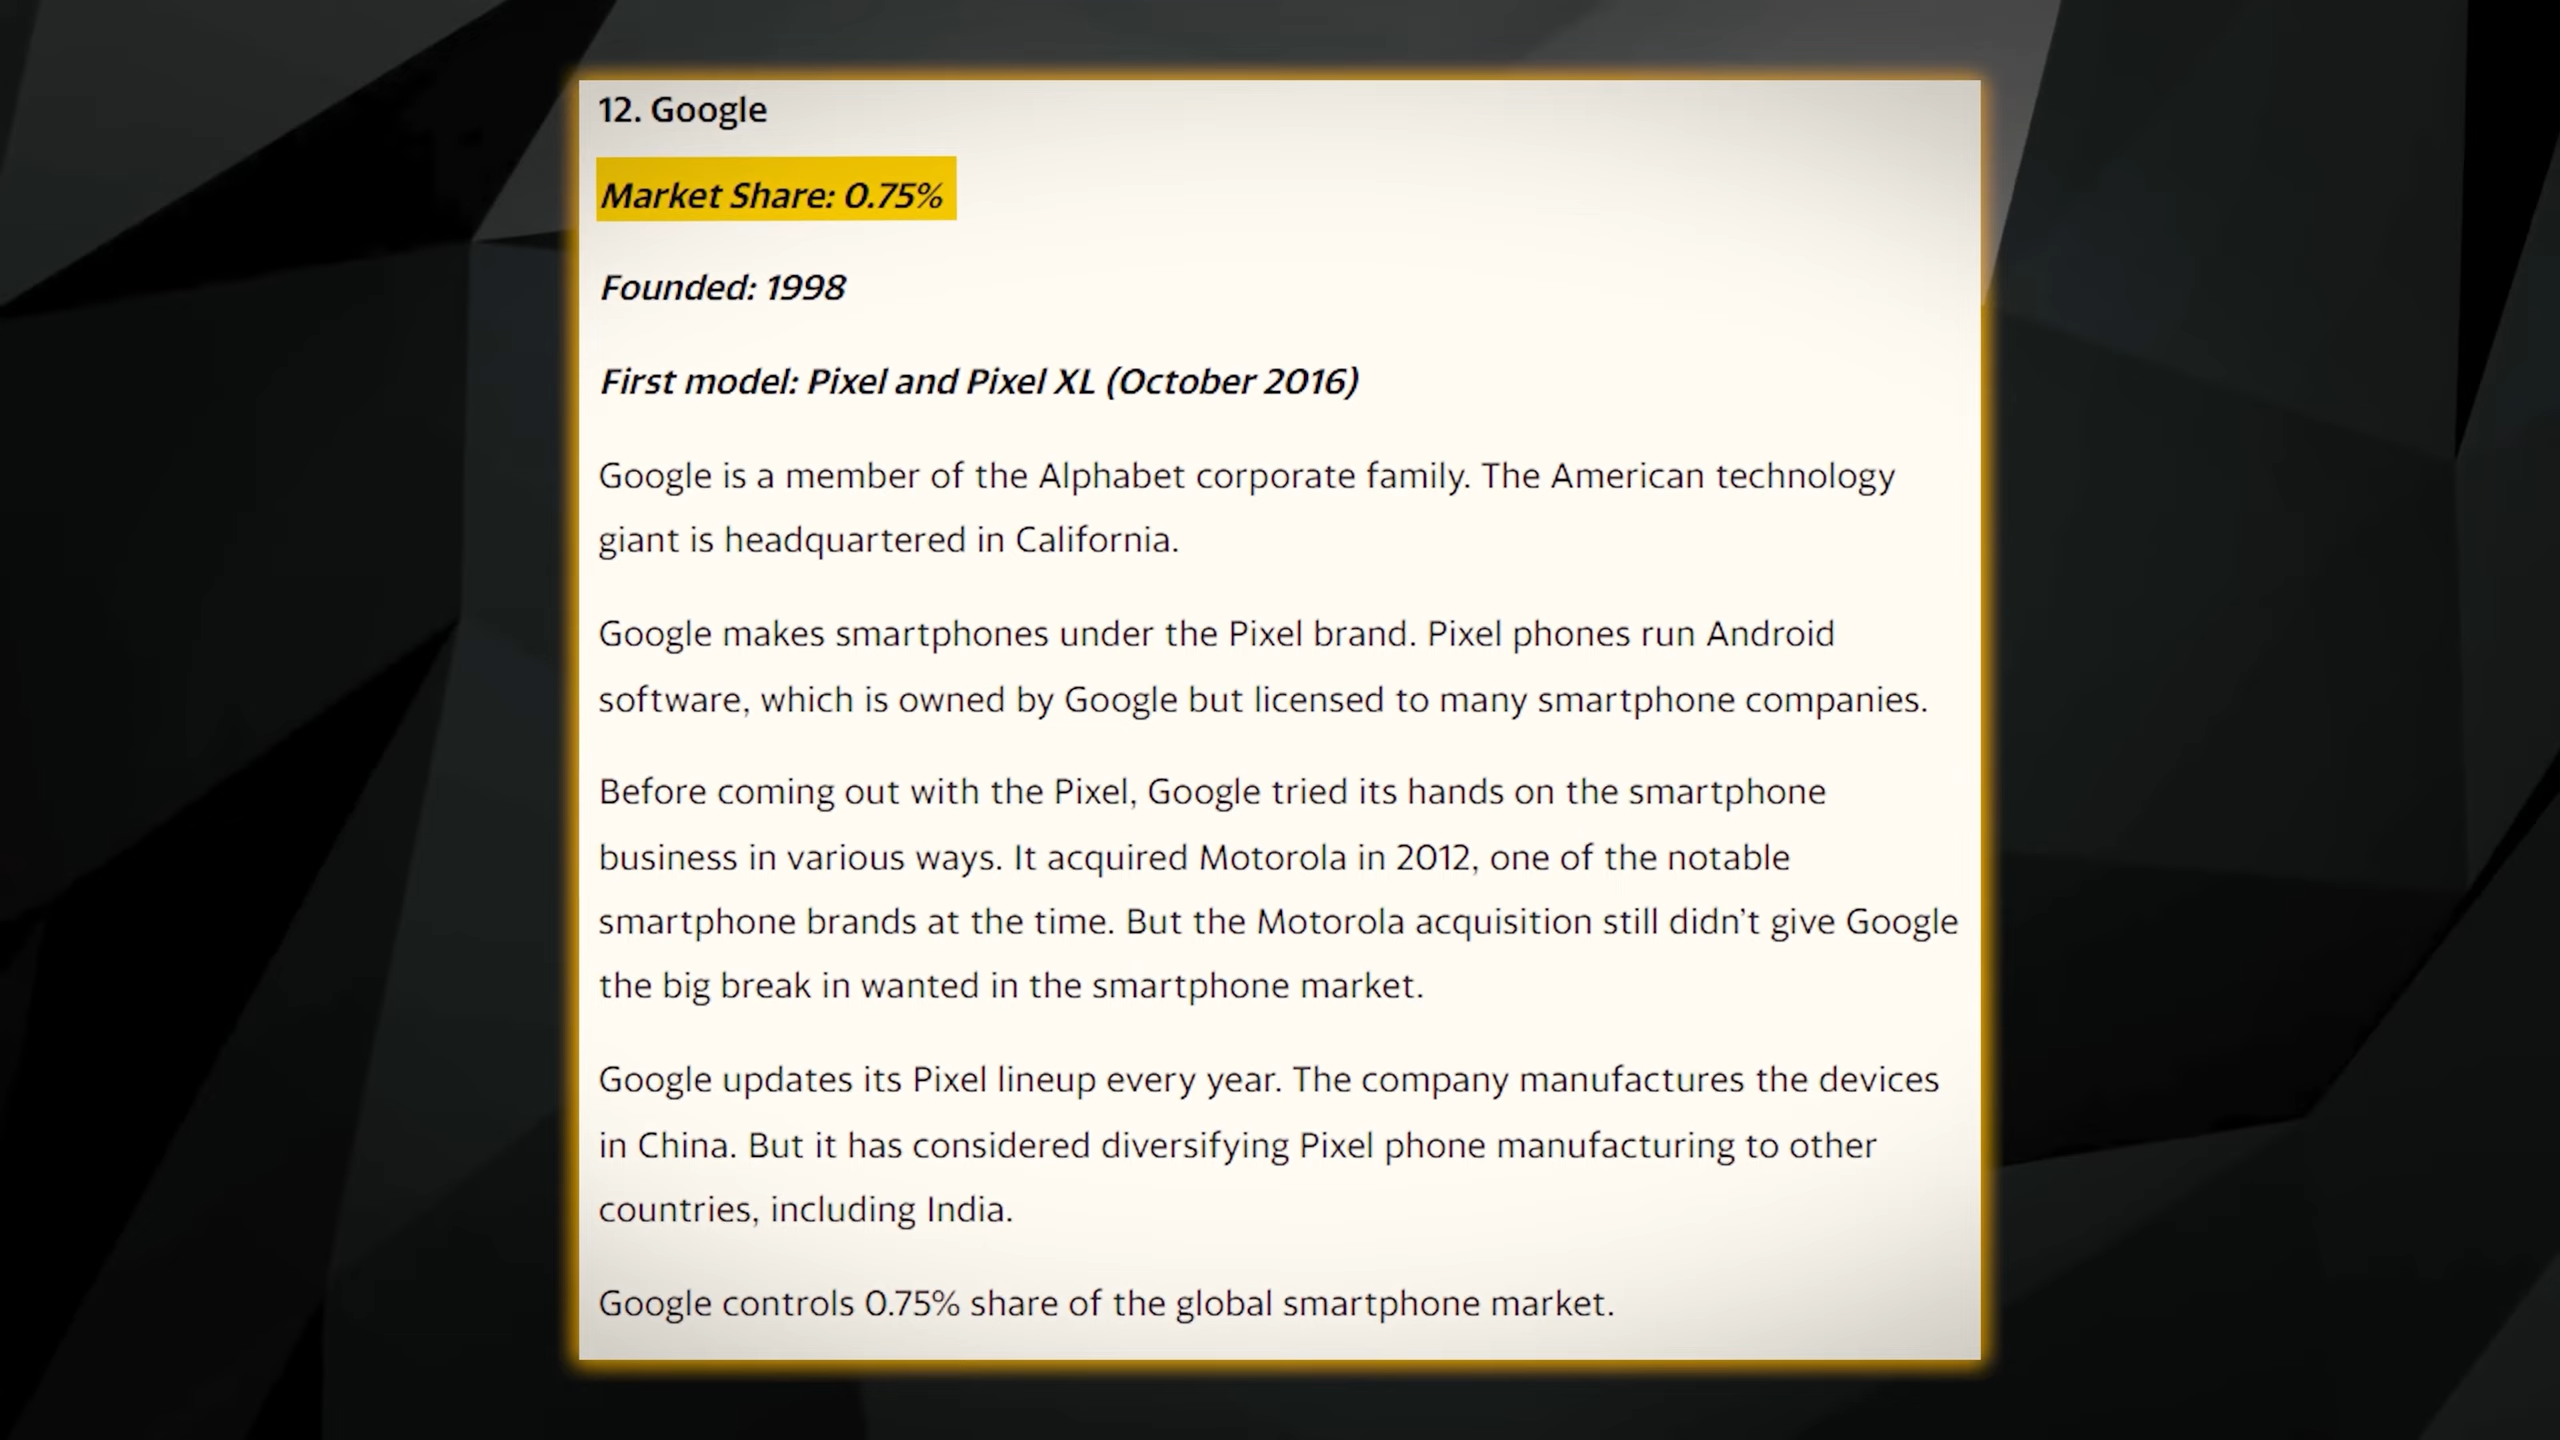 12. Google
Market Share: 0.75%
Founded: 1998
First model: Pixel and Pixel XL (October 2016)
Google is a member of the Alphabet corporate family. The American technology
giant is headquartered in California.
Google makes smartphones under the Pixel brand. Pixel phones run Android
software, which is owned by Google but licensed to many smartphone companies.
Before coming out with the Pixel, Google tried its hands on the smartphone
business in various ways. It acquired Motorola in 2012, one of the notable
smartphone brands at the time. But the Motorola acquisition still didn’t give Google
the big break in wanted in the smartphone market.
Google updates its Pixel lineup every year. The company manufactures the devices
in China. But it has considered diversifying Pixel phone manufacturing to other
countries, including India.
Google controls 0.75% share of the global smartphone market.